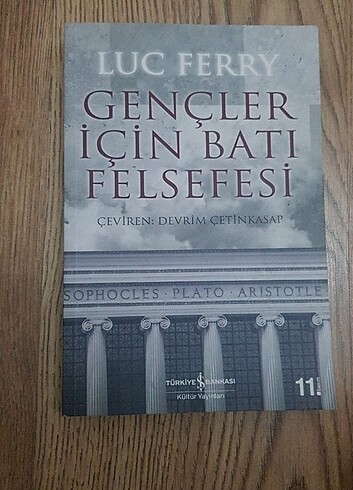 LUC FERRY
GENÇLER
İÇİN BATI
FELSEFESİ
ÇEVİREN: DEVRİM ÇETİNKASAP
SOPHOCLES · PLATO · ARISTOTLE
TÜRKİYE İŞ BANKASI
Kültür Yayınları
11.